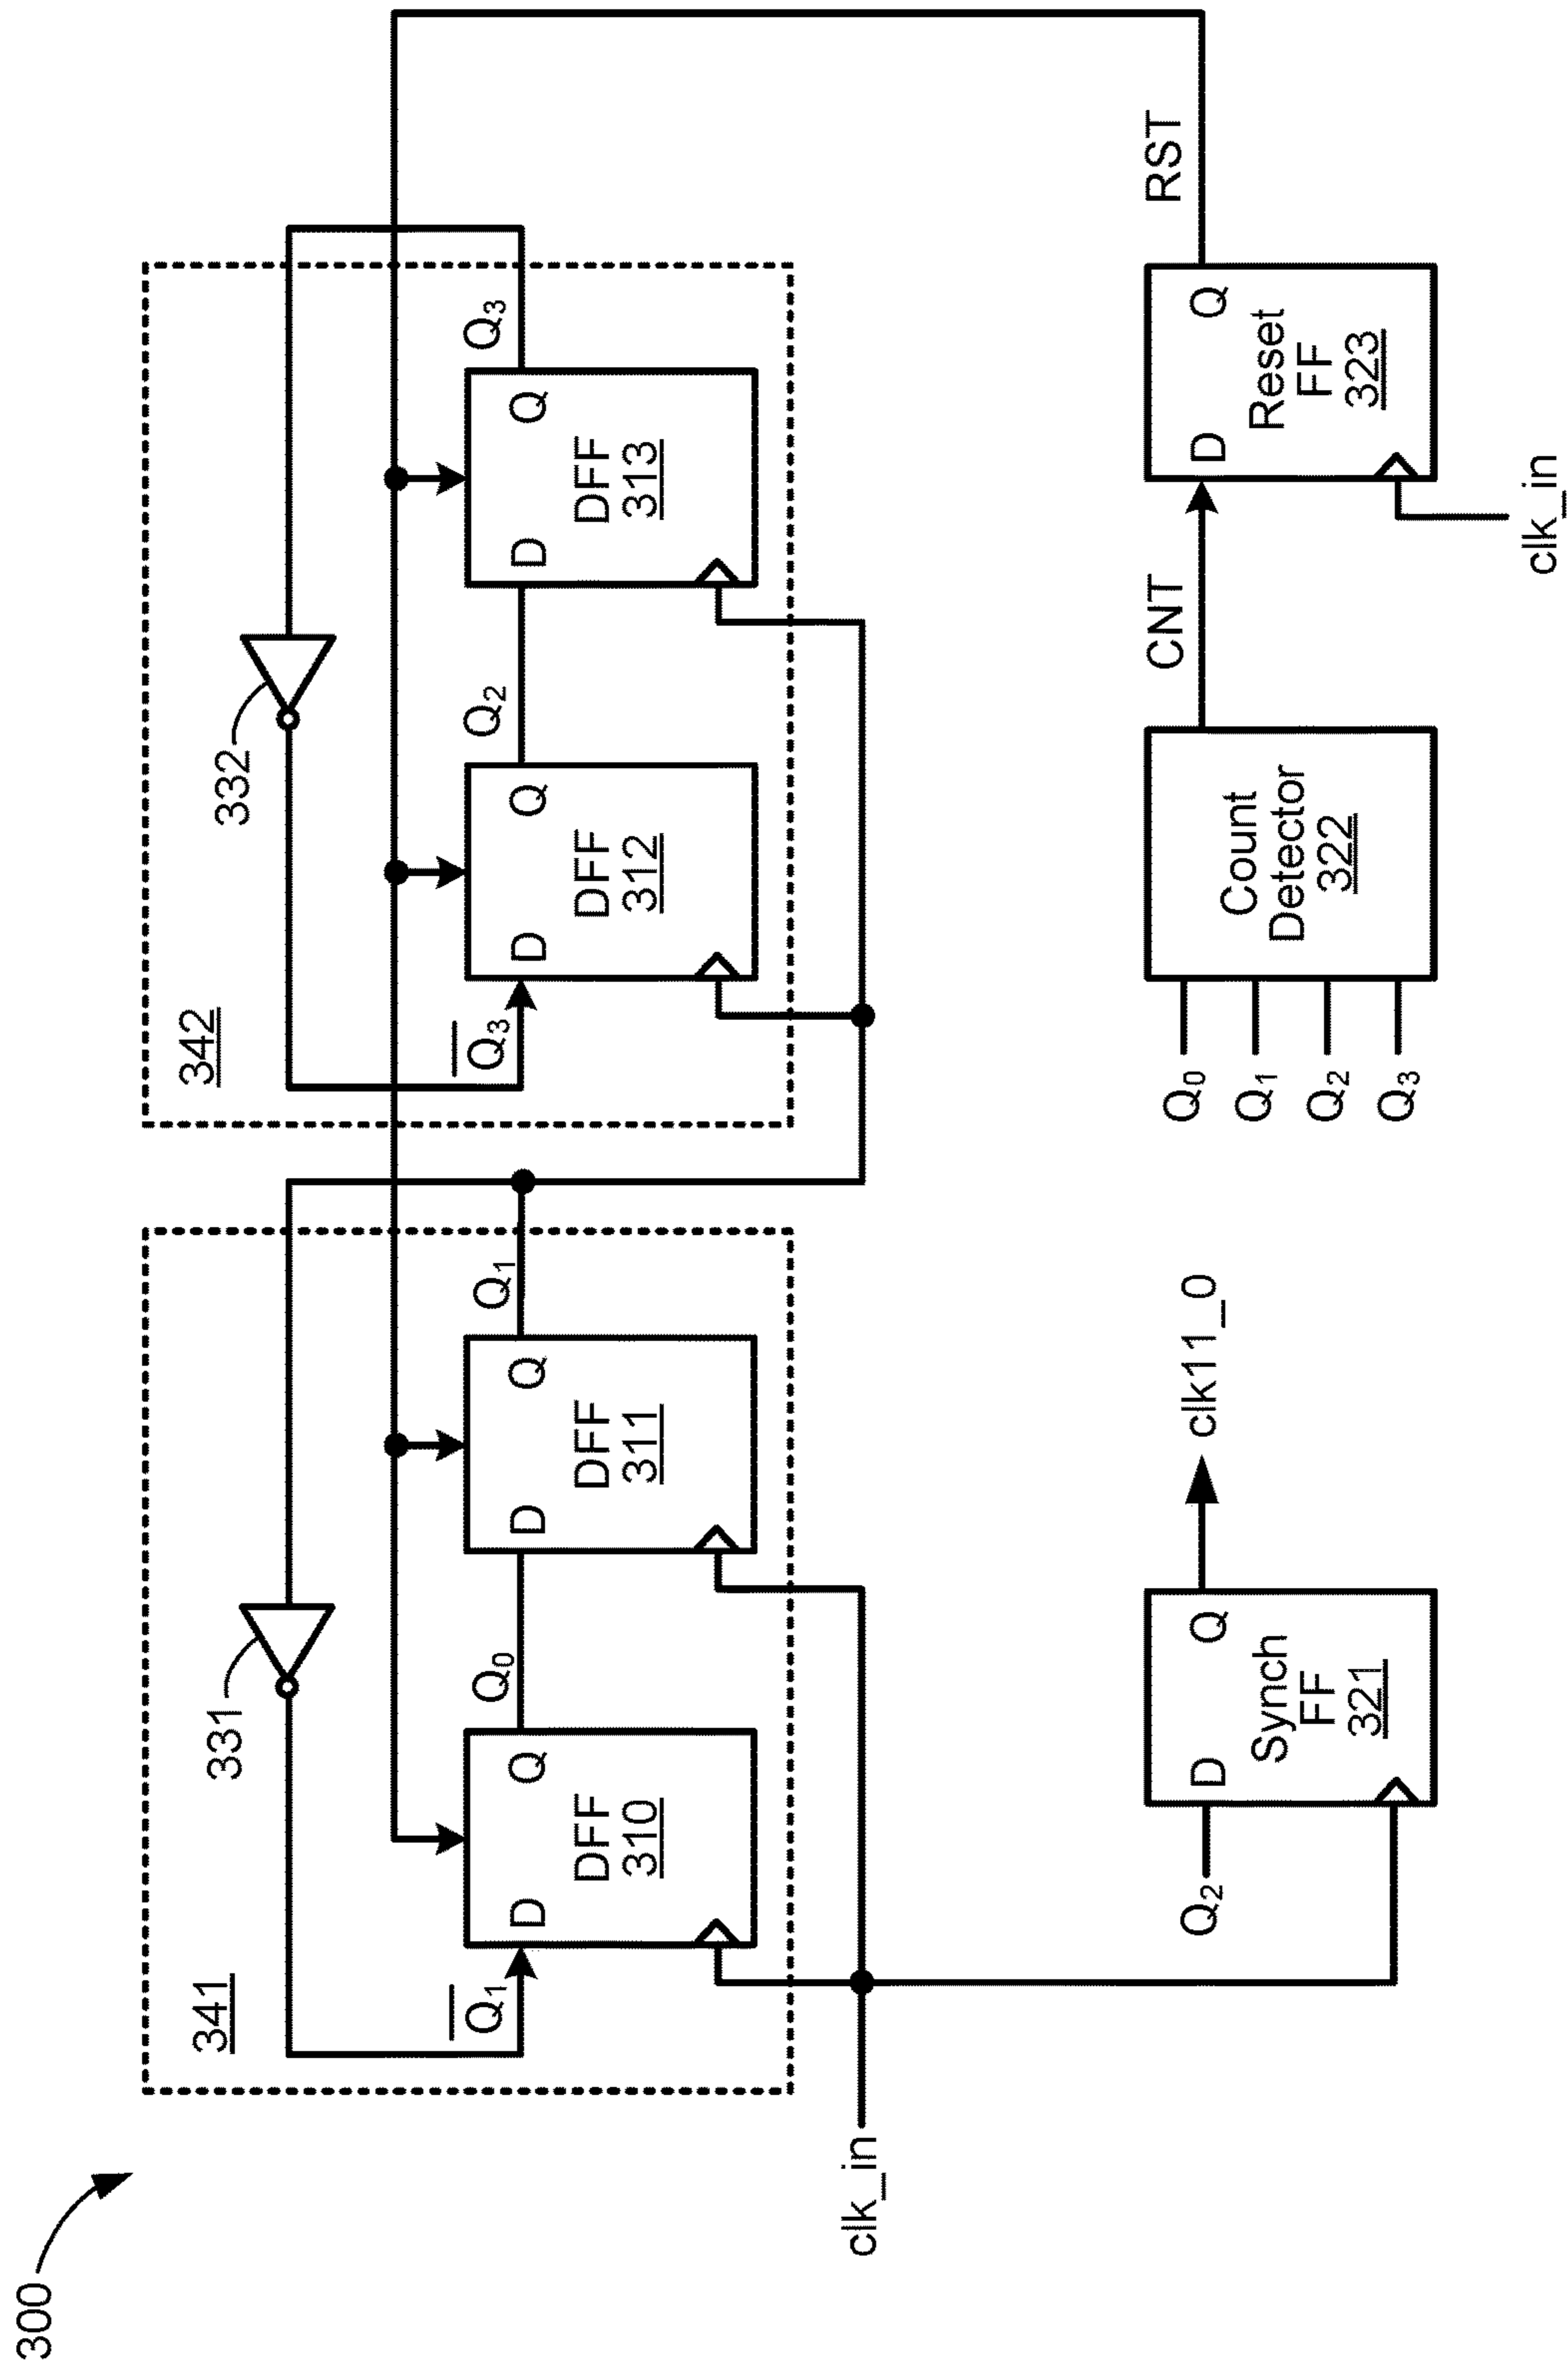 300
341
342
331
332
Q̅₁
D Q
DFF
310
Q₀
D Q
DFF
311
Q₁
Q̅₃
D Q
DFF
312
Q₂
D Q
DFF
313
Q₃
clk_in
Q₂
D Q
Synch
FF
321
clk11_0
Q₀
Q₁
Q₂
Q₃
Count
Detector
322
CNT
D Q
Reset
FF
323
RST
clk_in